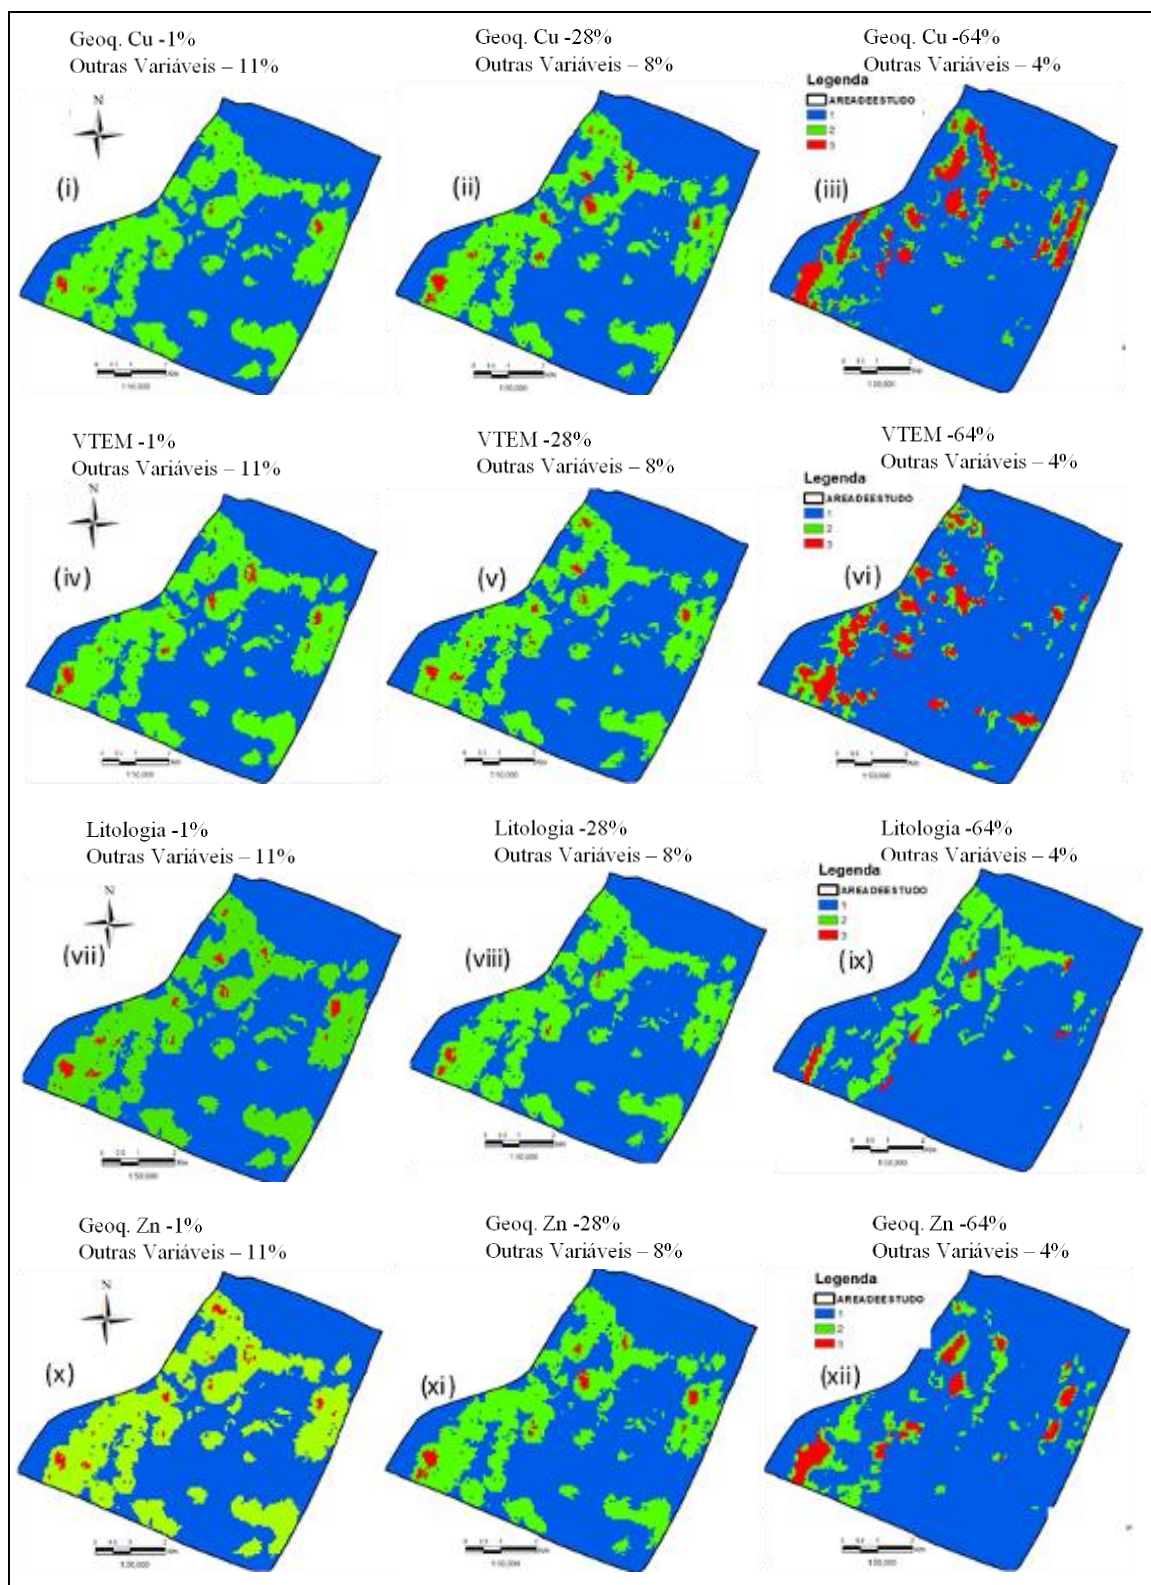 Geoq. Cu -1%
Outras Variáveis – 11%
Geoq. Cu -28%
Outras Variáveis – 8%
Geoq. Cu -64%
Outras Variáveis – 4%
Legenda
AREADEESTUDO
1
2
3
N
(i)
(ii)
(iii)
VTEM -1%
Outras Variáveis – 11%
VTEM -28%
Outras Variáveis – 8%
VTEM -64%
Outras Variáveis – 4%
Legenda
AREADEESTUDO
1
2
3
N
(iv)
(v)
(vi)
Litologia -1%
Outras Variáveis – 11%
Litologia -28%
Outras Variáveis – 8%
Litologia -64%
Outras Variáveis – 4%
Legenda
AREADEESTUDO
1
2
3
N
(vii)
(viii)
(ix)
Geoq. Zn -1%
Outras Variáveis – 11%
Geoq. Zn -28%
Outras Variáveis – 8%
Geoq. Zn -64%
Outras Variáveis – 4%
Legenda
AREADEESTUDO
1
2
3
N
(x)
(xi)
(xii)